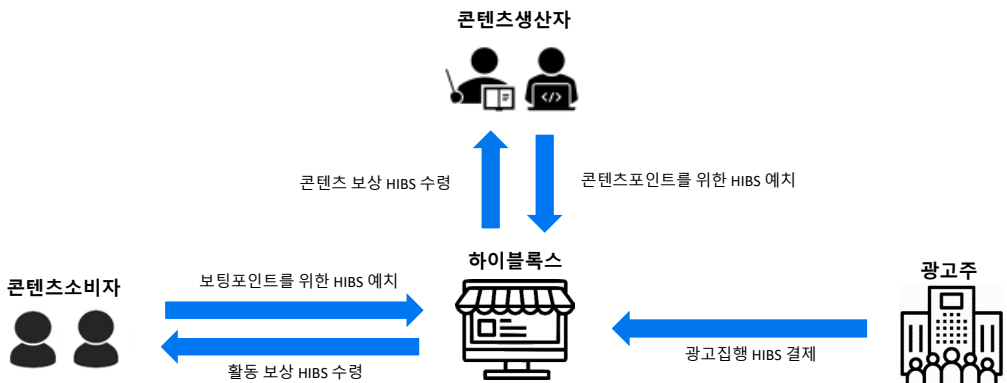 콘텐츠생산자
</>
콘텐츠 보상 HIBS 수령
콘텐츠포인트를 위한 HIBS 예치
하이블록스
광고주
콘텐츠소비자
보팅포인트를 위한 HIBS 예치
광고집행 HIBS 결제
활동 보상 HIBS 수령